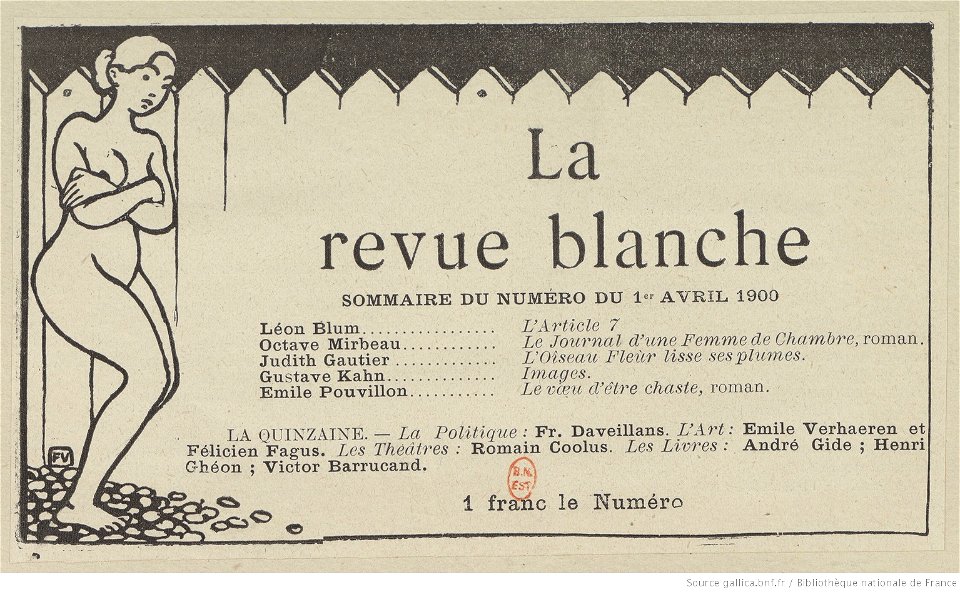 La
revue blanche
SOMMAIRE DU NUMÉRO DU 1er AVRIL 1900
Léon Blum................. L'Article 7
Octave Mirbeau............ Le Journal d'une Femme de Chambre, roman.
Judith Gautier............. L'Oiseau Fleur lisse ses plumes.
Gustave Kahn.............. Images.
Emile Pouvillon........... Le vœu d'être chaste, roman.
LA QUINZAINE. — La Politique : Fr. Daveillans. L'Art : Emile Verhaeren et
Félicien Fagus. Les Théâtres : Romain Coolus. Les Livres : André Gide ; Henri
Ghéon ; Victor Barrucand.
FV
B.N.
EST.
1 franc le Numéro
Source gallica.bnf.fr / Bibliothèque nationale de France